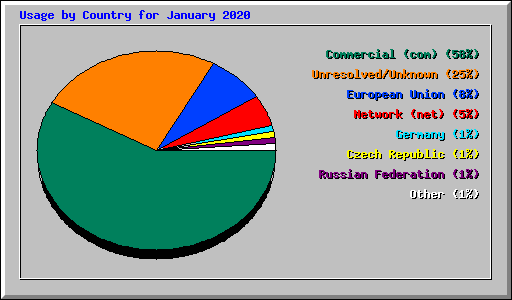 Usage by Country for January 2020
Commercial (com) (58%)
Unresolved/Unknown (25%)
European Union (8%)
Network (net) (5%)
Germany (1%)
Czech Republic (1%)
Russian Federation (1%)
Other (1%)